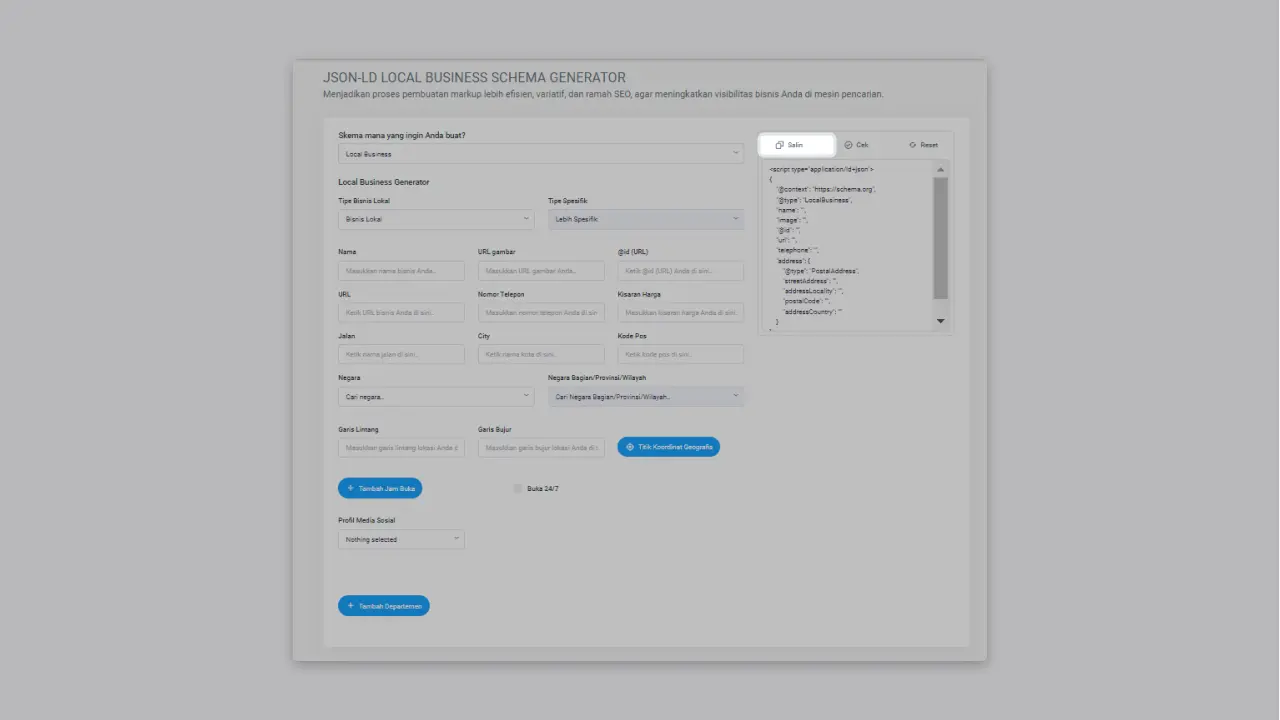 JSON-LD LOCAL BUSINESS SCHEMA GENERATOR
Menjadikan proses pembuatan markup lebih efisien, variatif, dan ramah SEO, agar meningkatkan visibilitas bisnis Anda di mesin pencarian.
Skema mana yang ingin Anda buat?
Local Business
Local Business Generator
Tipe Bisnis Lokal
Tipe Spesifik
Bisnis Lokal
Lebih Spesifik
Nama
URL gambar
@id (URL)
Masukkan nama bisnis Anda..
Masukkan URL gambar Anda..
Ketik @id (URL) Anda di sini..
URL
Nomor Telepon
Kisaran Harga
Ketik URL bisnis Anda di sini..
Masukkan nomor telepon Anda di sin
Masukkan kisaran harga Anda di sini.
Jalan
City
Kode Pos
Ketik nama jalan di sini..
Ketik nama kota di sini..
Ketik kode pos di sini..
Negara
Negara Bagian/Provinsi/Wilayah
Cari negara..
Cari Negara Bagian/Provinsi/Wilayah..
Garis Lintang
Garis Bujur
Masukkan garis lintang lokasi Anda d
Masukkan garis bujur lokasi Anda di s
Titik Koordinat Geografis
+ Tambah Jam Buka
Buka 24/7
Profil Media Sosial
Nothing selected
+ Tambah Departemen
Salin
Cek
Reset
<script type="application/ld+json">
{
"@context": "https://schema.org",
"@type": "LocalBusiness",
"name": "",
"image": "",
"@id": "",
"url": "",
"telephone": "",
"address": {
"@type": "PostalAddress",
"streetAddress": "",
"addressLocality": "",
"postalCode": "",
"addressCountry": ""
}